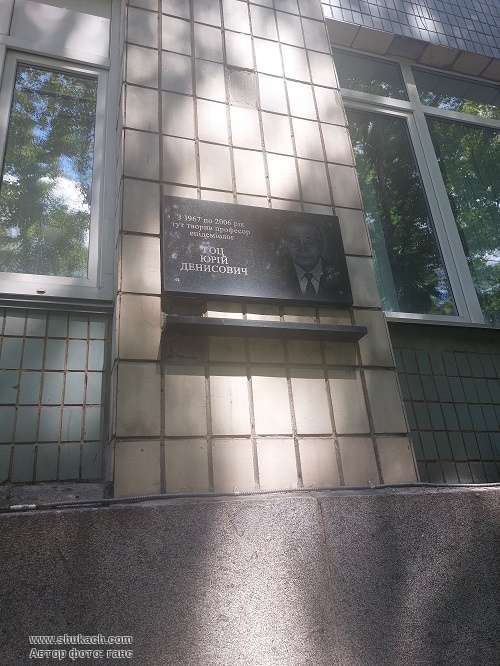 З 1967 по 2006 рік
тут творив професор
епідеміолог
ГОЦ
ЮРІЙ
ДЕНИСОВИЧ
www.shukach.com
Автор фото: ганс